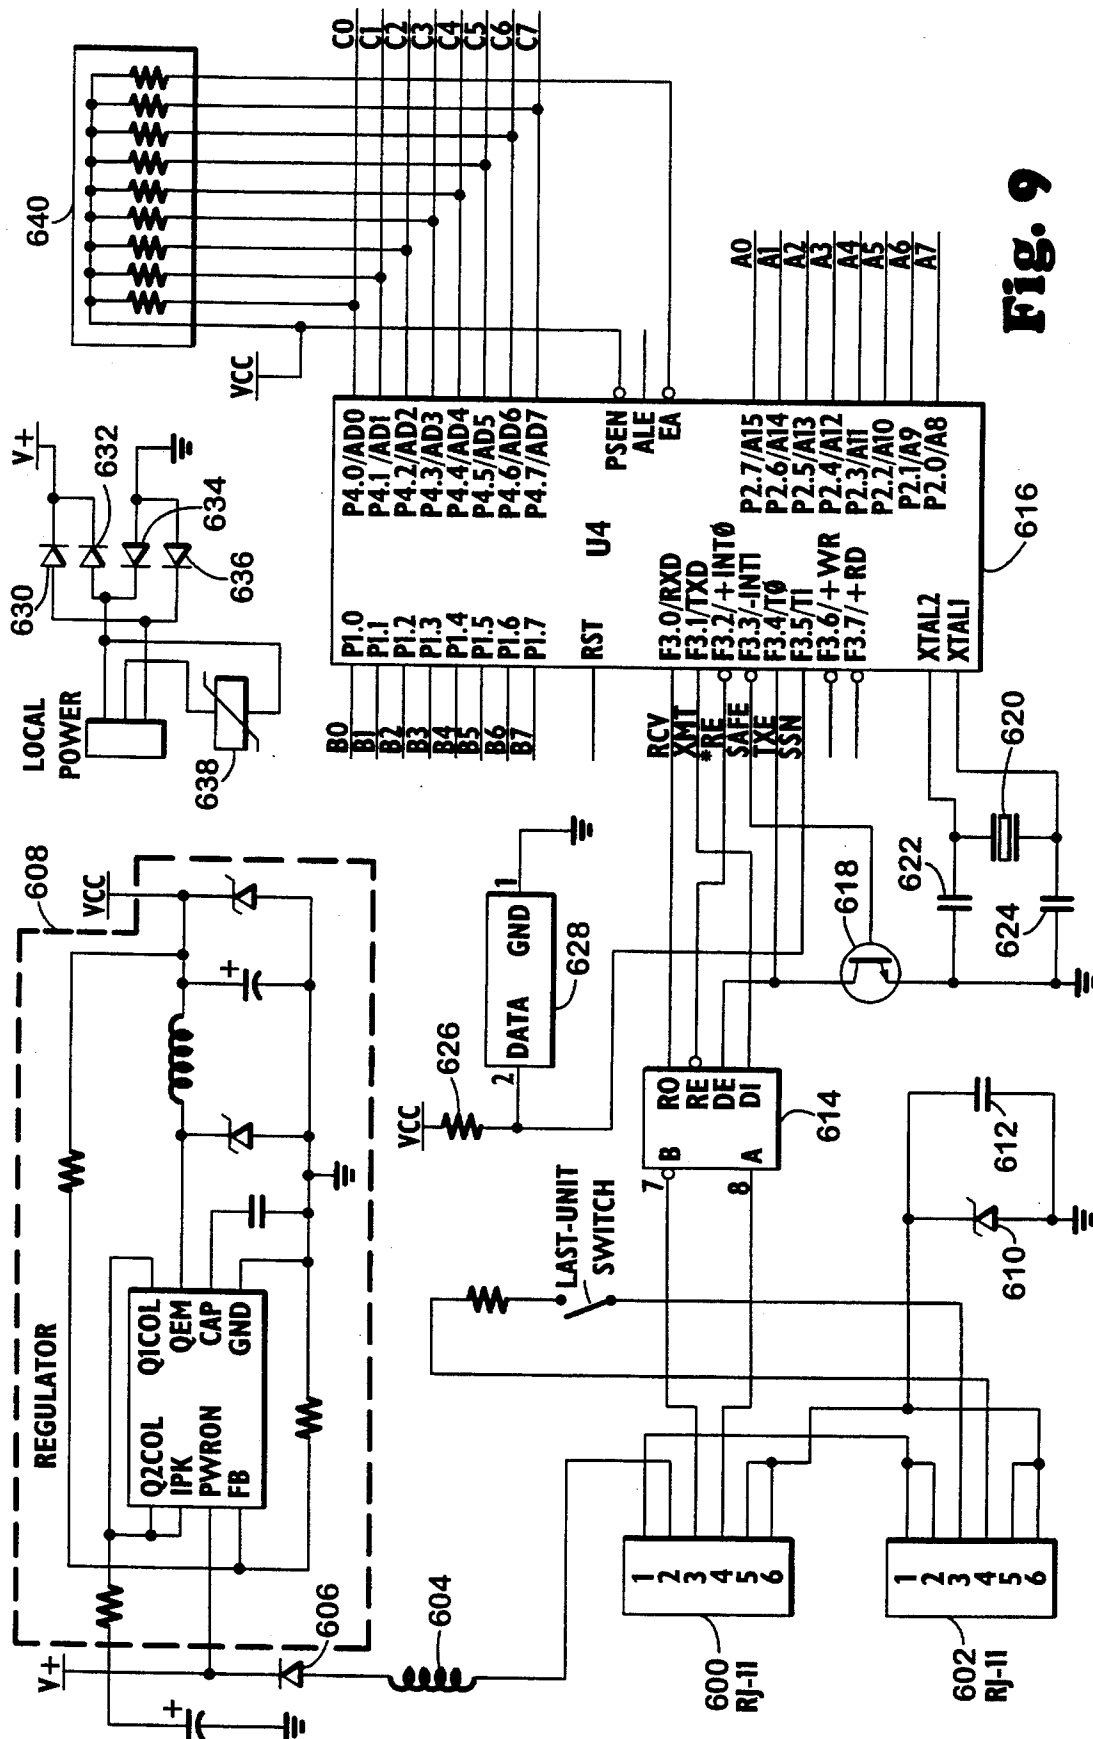 640
C0
C1
C2
C3
C4
C5
C6
C7
VCC
V+
630
632
634
636
LOCAL
POWER
638
P4.0/AD0
P4.1/AD1
P4.2/AD2
P4.3/AD3
P4.4/AD4
P4.5/AD5
P4.6/AD6
P4.7/AD7
PSEN
ALE
EA
P2.7/A15
P2.6/A14
P2.5/A13
P2.4/A12
P2.3/A11
P2.2/A10
P2.1/A9
P2.0/A8
A0
A1
A2
A3
A4
A5
A6
A7
U4
616
P1.0
P1.1
P1.2
P1.3
P1.4
P1.5
P1.6
P1.7
RST
F3.0/RXD
F3.1/TXD
F3.2/+INTØ
F3.3/-INT1
F3.4/TØ
F3.5/T1
F3.6/+WR
F3.7/+RD
XTAL2
XTAL1
B0
B1
B2
B3
B4
B5
B6
B7
RCV
XMT
*RE
SAFE
TXE
SSN
620
622
618
624
608
VCC
REGULATOR
Q2COL
IPK
PWRON
FB
Q1COL
QEM
CAP
GND
V+
606
604
VCC
626
2
DATA
GND
1
628
LAST-UNIT
SWITCH
7
B
8
A
RO
RE
DE
DI
614
612
610
1
2
3
4
5
6
600
RJ-11
1
2
3
4
5
6
602
RJ-11
Fig. 9